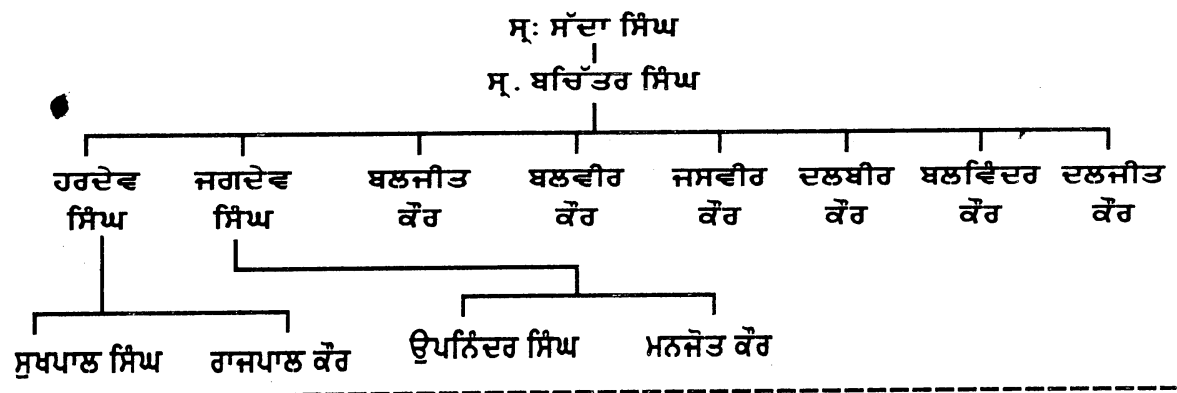 ਸ੍ਰ: ਸੱਦਾ ਸਿੰਘ
ਸ੍ਰ. ਬਚਿੱਤਰ ਸਿੰਘ
ਹਰਦੇਵ ਜਗਦੇਵ ਬਲਜੀਤ ਬਲਵੀਰ ਜਸਵੀਰ ਦਲਬੀਰ ਬਲਵਿੰਦਰ ਦਲਜੀਤ
ਸਿੰਘ ਸਿੰਘ ਕੌਰ ਕੌਰ ਕੌਰ ਕੌਰ ਕੌਰ ਕੌਰ
ਸੁਖਪਾਲ ਸਿੰਘ ਰਾਜਪਾਲ ਕੌਰ ਉਪਨਿੰਦਰ ਸਿੰਘ ਮਨਜੋਤ ਕੌਰ